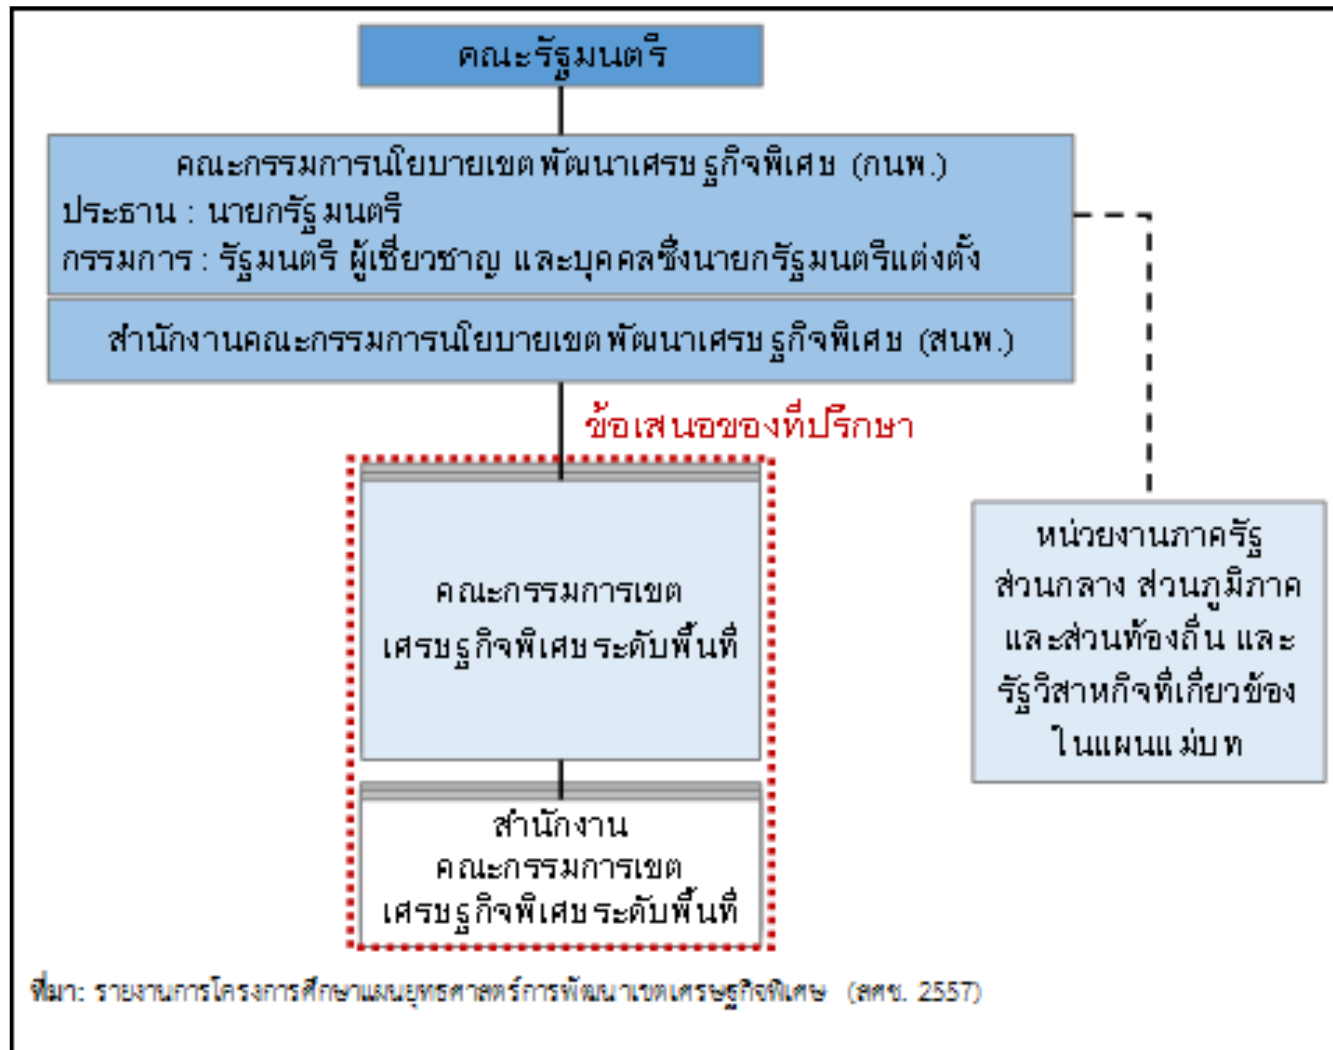 คณะรัฐมนตรี
คณะกรรมการนโยบายเขตพัฒนาเศรษฐกิจพิเศษ (กนพ.)
ประธาน : นายกรัฐมนตรี
กรรมการ : รัฐมนตรี ผู้เชี่ยวชาญ และบุคคลซึ่งนายกรัฐมนตรีแต่งตั้ง
สำนักงานคณะกรรมการนโยบายเขตพัฒนาเศรษฐกิจพิเศษ (สนพ.)
ข้อเสนอของที่ปรึกษา
คณะกรรมการเขต
เศรษฐกิจพิเศษระดับพื้นที่
สำนักงาน
คณะกรรมการเขต
เศรษฐกิจพิเศษระดับพื้นที่
หน่วยงานภาครัฐ
ส่วนกลาง ส่วนภูมิภาค
และส่วนท้องถิ่น และ
รัฐวิสาหกิจที่เกี่ยวข้อง
ในแผนแม่บท
ที่มา: รายงานการโครงการศึกษาแผนยุทธศาสตร์การพัฒนาเขตเศรษฐกิจพิเศษ (สศช. 2557)